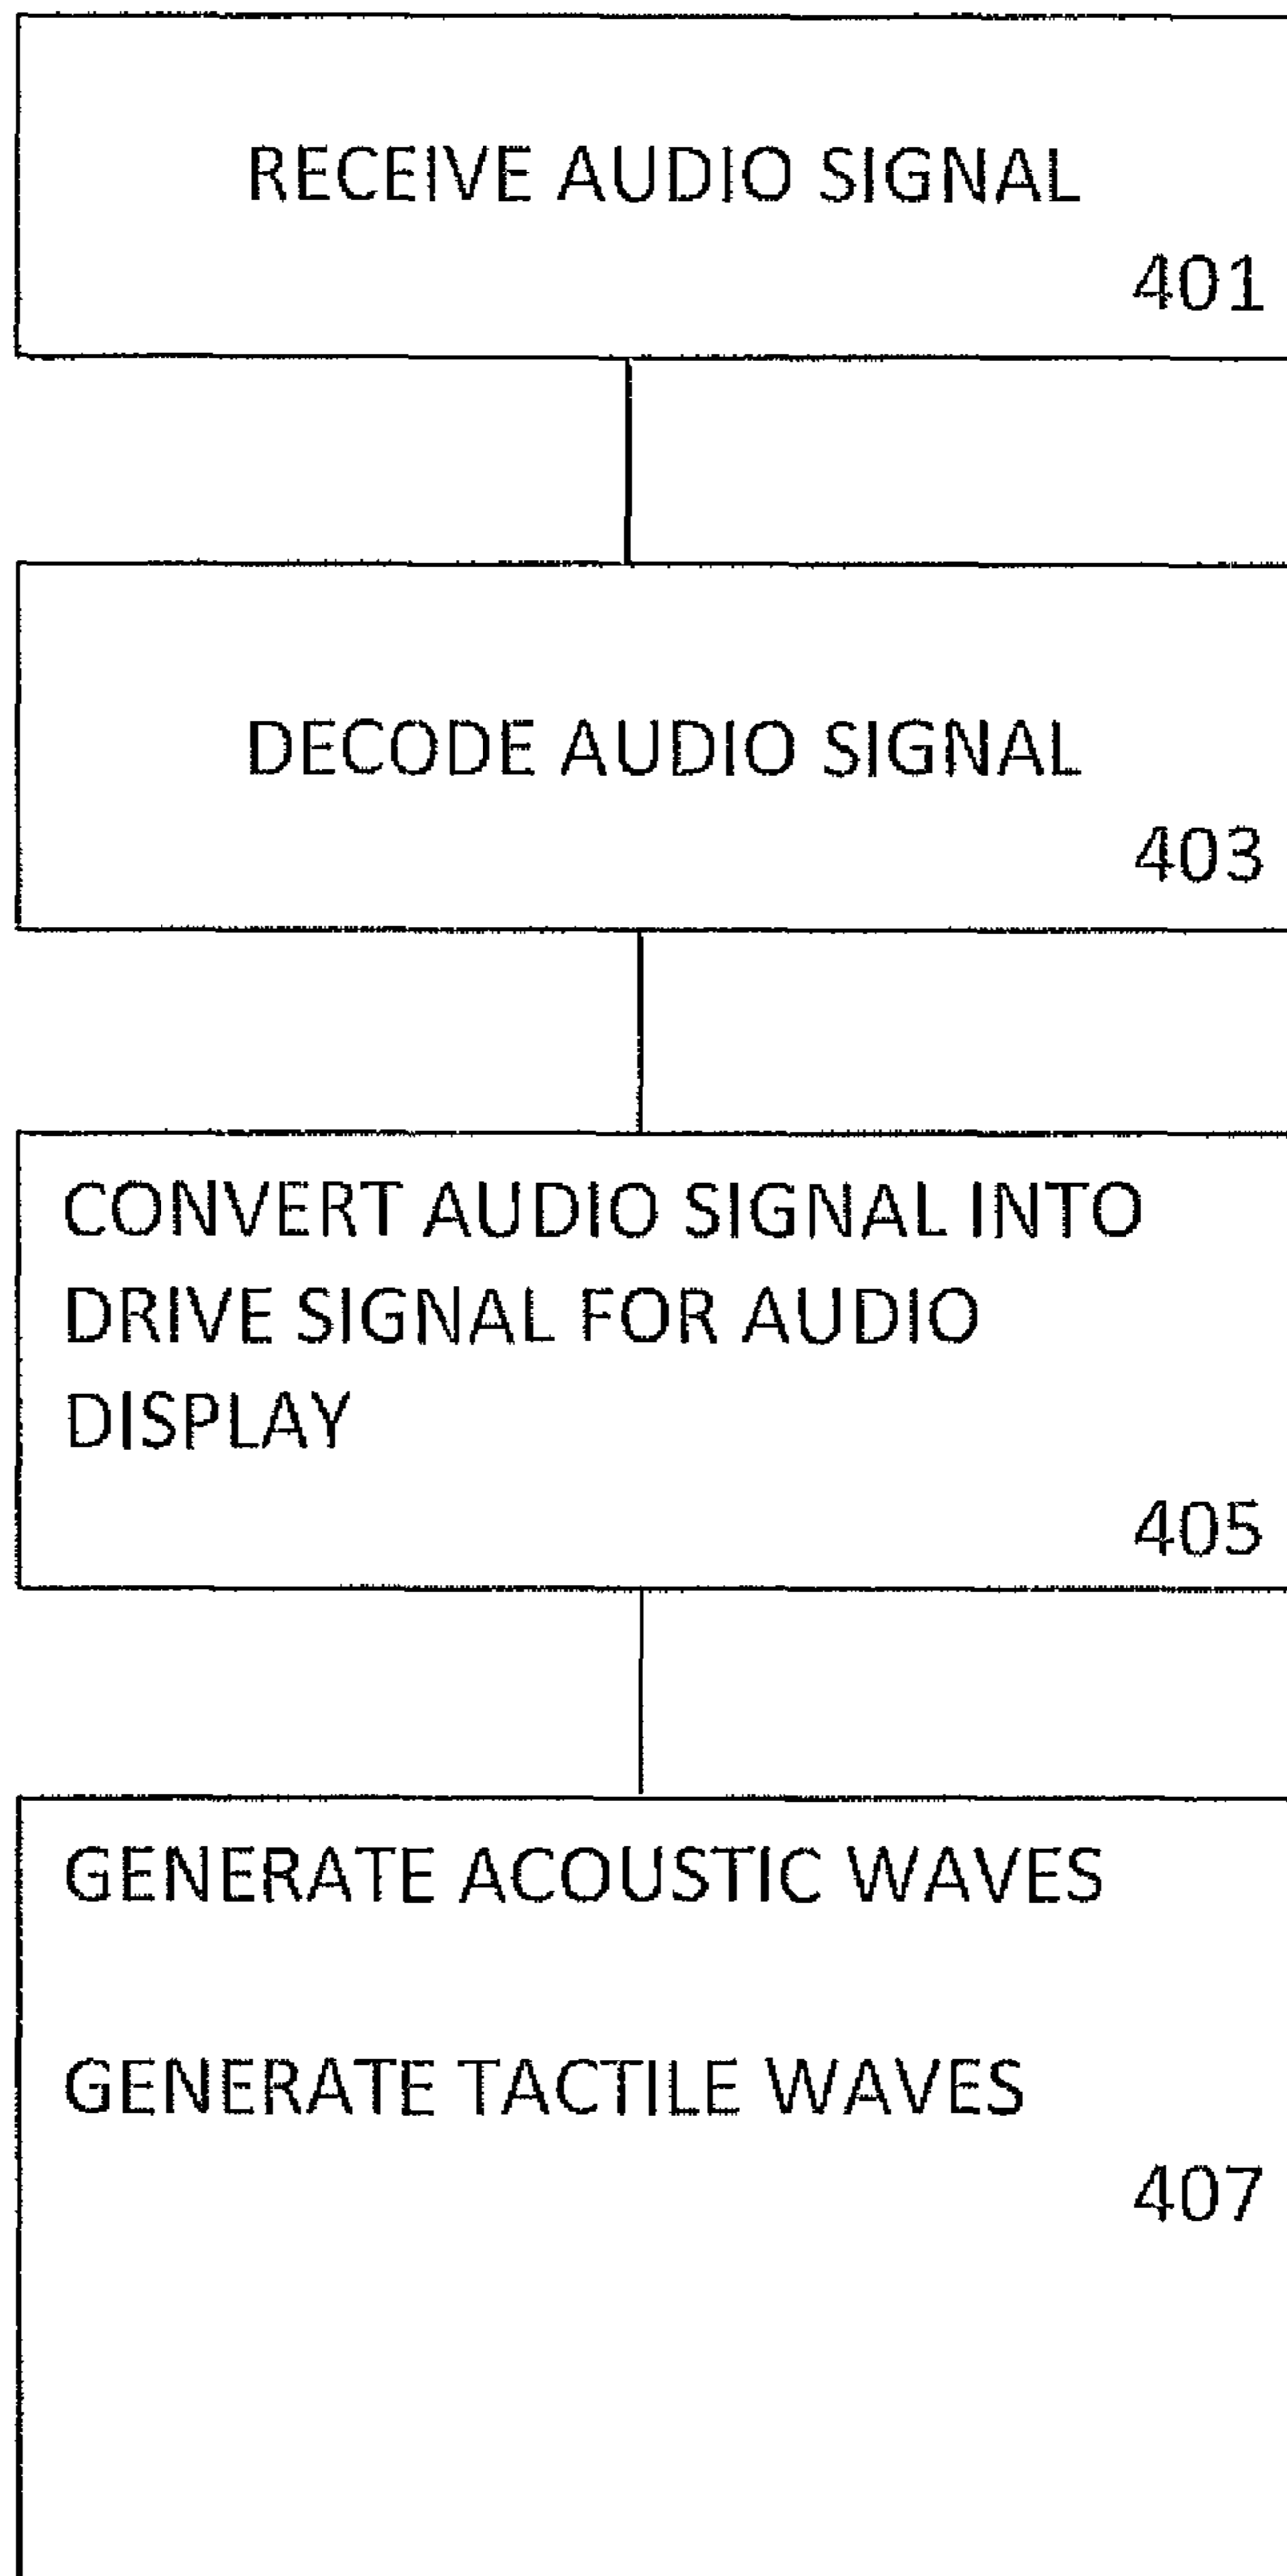 RECEIVE AUDIO SIGNAL
401
DECODE AUDIO SIGNAL
403
CONVERT AUDIO SIGNAL INTO
DRIVE SIGNAL FOR AUDIO
DISPLAY
405
GENERATE ACOUSTIC WAVES
GENERATE TACTILE WAVES
407